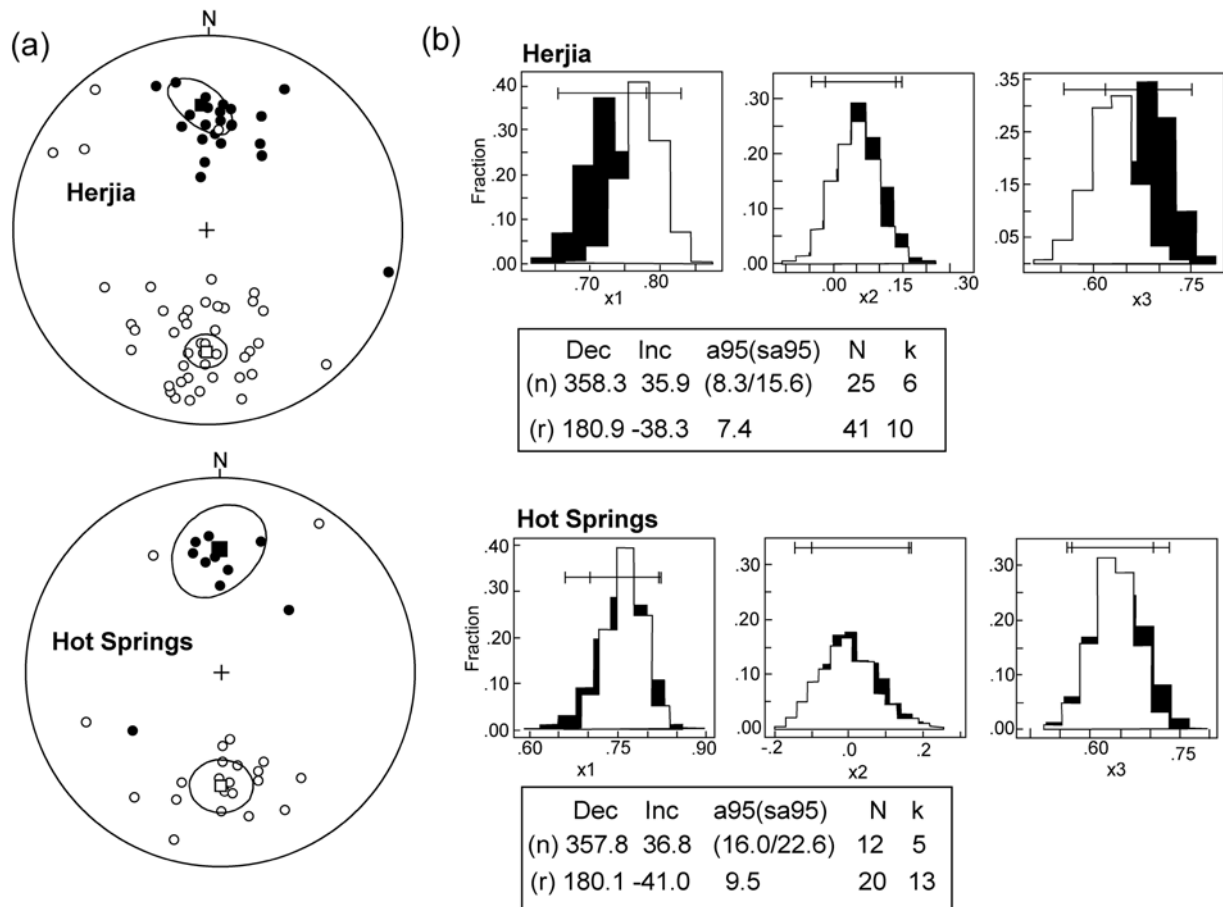 (a)
N
Herjia
N
Hot Springs
(b)
Herjia
Fraction
.40
.30
.20
.10
.00
.70 .80
x1
.30
.20
.10
.00
.00 .15 .30
x2
.35
.25
.15
.05
.60 .75
x3
Dec Inc a95(sa95) N k
(n) 358.3 35.9 (8.3/15.6) 25 6
(r) 180.9 -38.3 7.4 41 10
Hot Springs
Fraction
.40
.30
.20
.10
.00
.60 .75 .90
x1
.30
.20
.15
.10
.00
-.2 .0 .2
x2
.30
.20
.10
.00
.60 .75
x3
Dec Inc a95(sa95) N k
(n) 357.8 36.8 (16.0/22.6) 12 5
(r) 180.1 -41.0 9.5 20 13